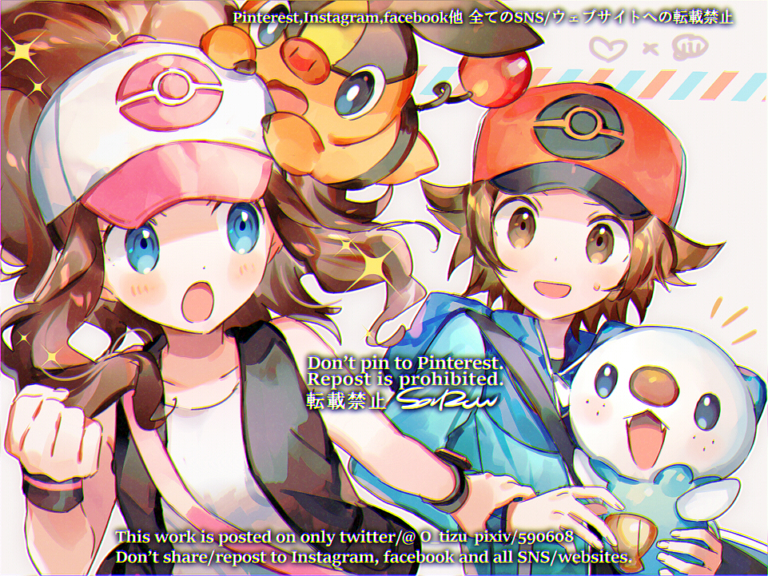 Pinterest,Instagram,facebook他 全てのSNS/ウェブサイトへの転載禁止
Don't pin to Pinterest.
Repost is prohibited.
転載禁止/
This work is posted on only twitter/@ O_tizu pixiv/590608
Don't share/repost to Instagram, facebook and all SNS/websites.